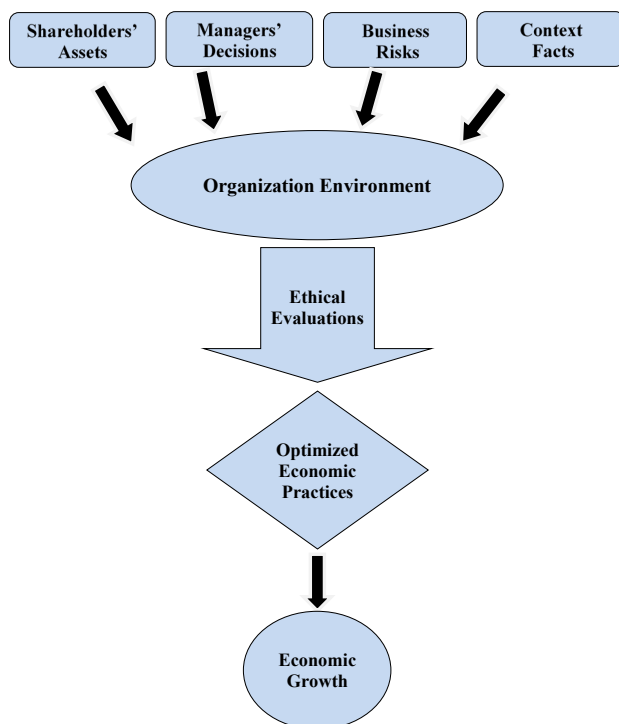 Shareholders’
Assets
Managers’
Decisions
Business
Risks
Context
Facts
Organization Environment
Ethical
Evaluations
Optimized
Economic
Practices
Economic
Growth